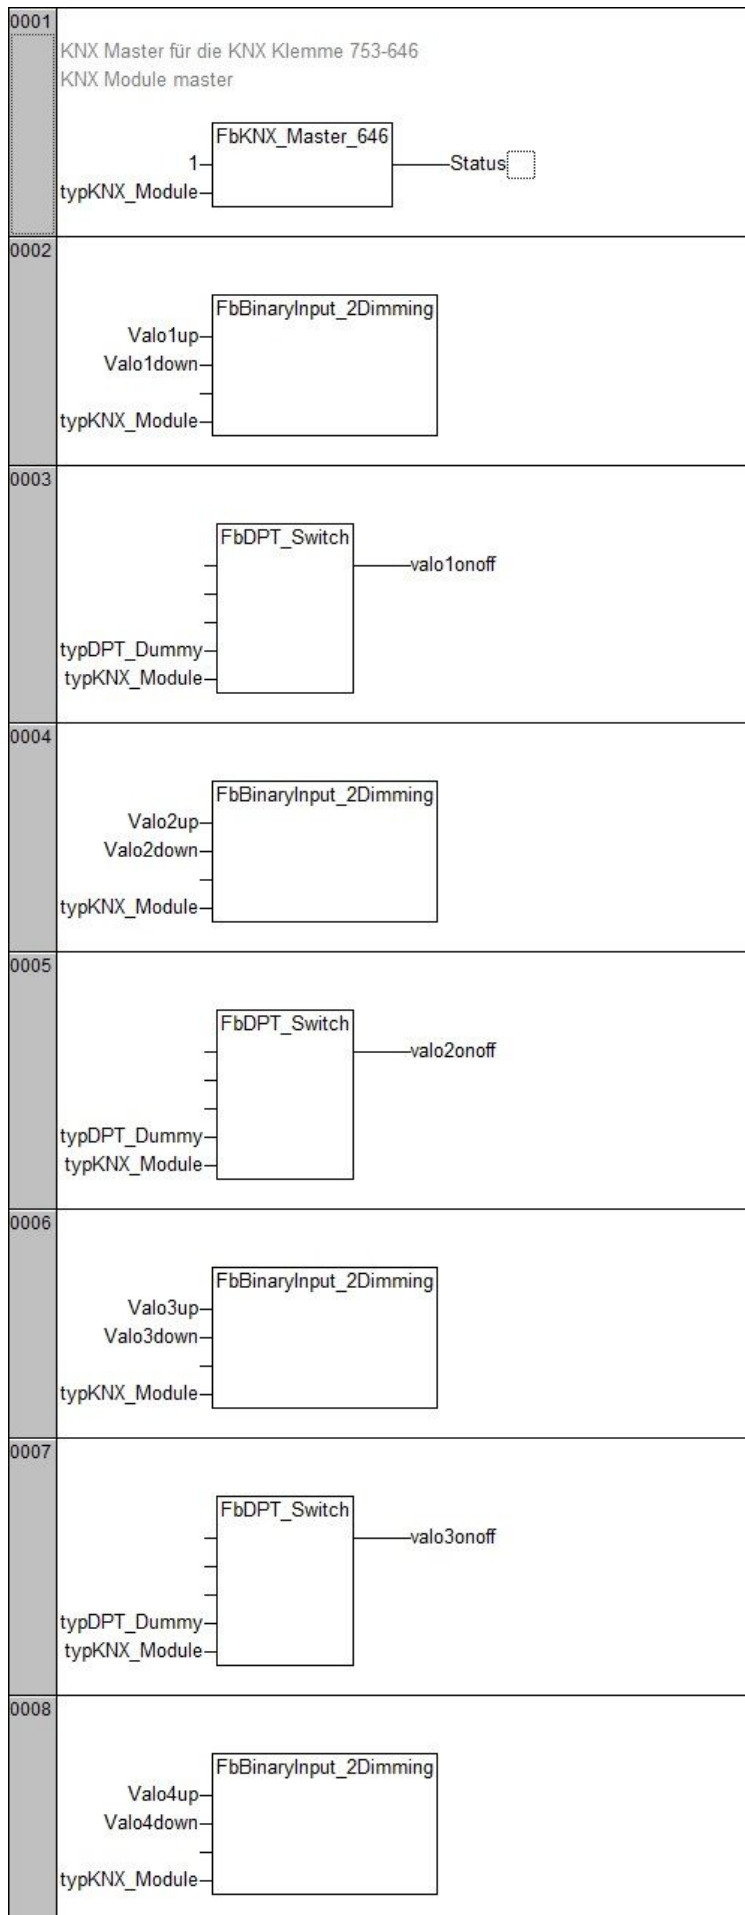 0001
KNX Master für die KNX Klemme 753-646
KNX Module master
FbKNX_Master_646
1
Status
typKNX_Module
0002
FbBinaryInput_2Dimming
Valo1up
Valo1down
typKNX_Module
0003
FbDPT_Switch
valo1onoff
typDPT_Dummy
typKNX_Module
0004
FbBinaryInput_2Dimming
Valo2up
Valo2down
typKNX_Module
0005
FbDPT_Switch
valo2onoff
typDPT_Dummy
typKNX_Module
0006
FbBinaryInput_2Dimming
Valo3up
Valo3down
typKNX_Module
0007
FbDPT_Switch
valo3onoff
typDPT_Dummy
typKNX_Module
0008
FbBinaryInput_2Dimming
Valo4up
Valo4down
typKNX_Module